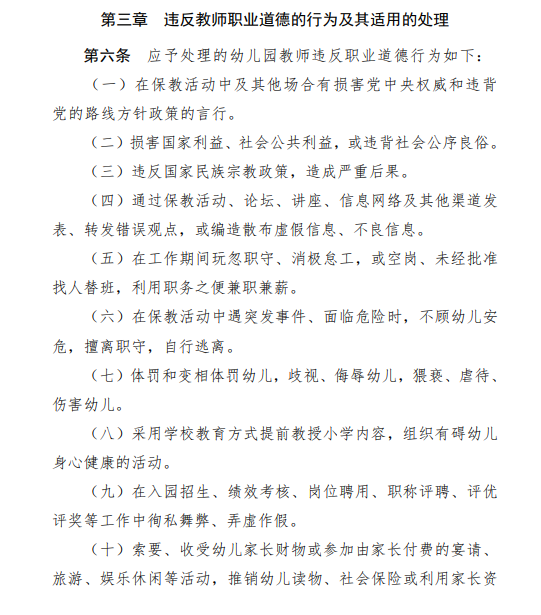 第三章　违反教师职业道德的行为及其适用的处理
第六条　应予处理的幼儿园教师违反职业道德行为如下：
（一）在保教活动中及其他场合有损害党中央权威和违背
党的路线方针政策的言行。
（二）损害国家利益、社会公共利益，或违背社会公序良俗。
（三）违反国家民族宗教政策，造成严重后果。
（四）通过保教活动、论坛、讲座、信息网络及其他渠道发
表、转发错误观点，或编造散布虚假信息、不良信息。
（五）在工作期间玩忽职守、消极怠工，或空岗、未经批准
找人替班，利用职务之便兼职兼薪。
（六）在保教活动中遇突发事件、面临危险时，不顾幼儿安
危，擅离职守，自行逃离。
（七）体罚和变相体罚幼儿，歧视、侮辱幼儿，猥亵、虐待、
伤害幼儿。
（八）采用学校教育方式提前教授小学内容，组织有碍幼儿
身心健康的活动。
（九）在入园招生、绩效考核、岗位聘用、职称评聘、评优
评奖等工作中徇私舞弊、弄虚作假。
（十）索要、收受幼儿家长财物或参加由家长付费的宴请、
旅游、娱乐休闲等活动，推销幼儿读物、社会保险或利用家长资